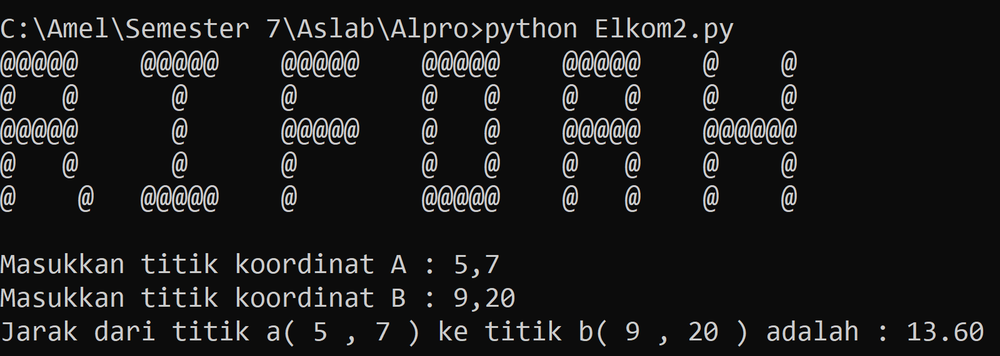 C:\Amel\Semester 7\Aslab\Alpro>python Elkom2.py
@@@@@    @@@@@    @@@@@    @@@@@    @@@@@    @    @
@   @      @      @        @   @    @   @    @    @
@@@@@      @      @@@@@    @   @    @@@@@    @@@@@@
@   @      @      @        @   @    @   @    @    @
@    @   @@@@@    @        @@@@@    @   @    @    @
Masukkan titik koordinat A : 5,7
Masukkan titik koordinat B : 9,20
Jarak dari titik a( 5 , 7 ) ke titik b( 9 , 20 ) adalah : 13.60